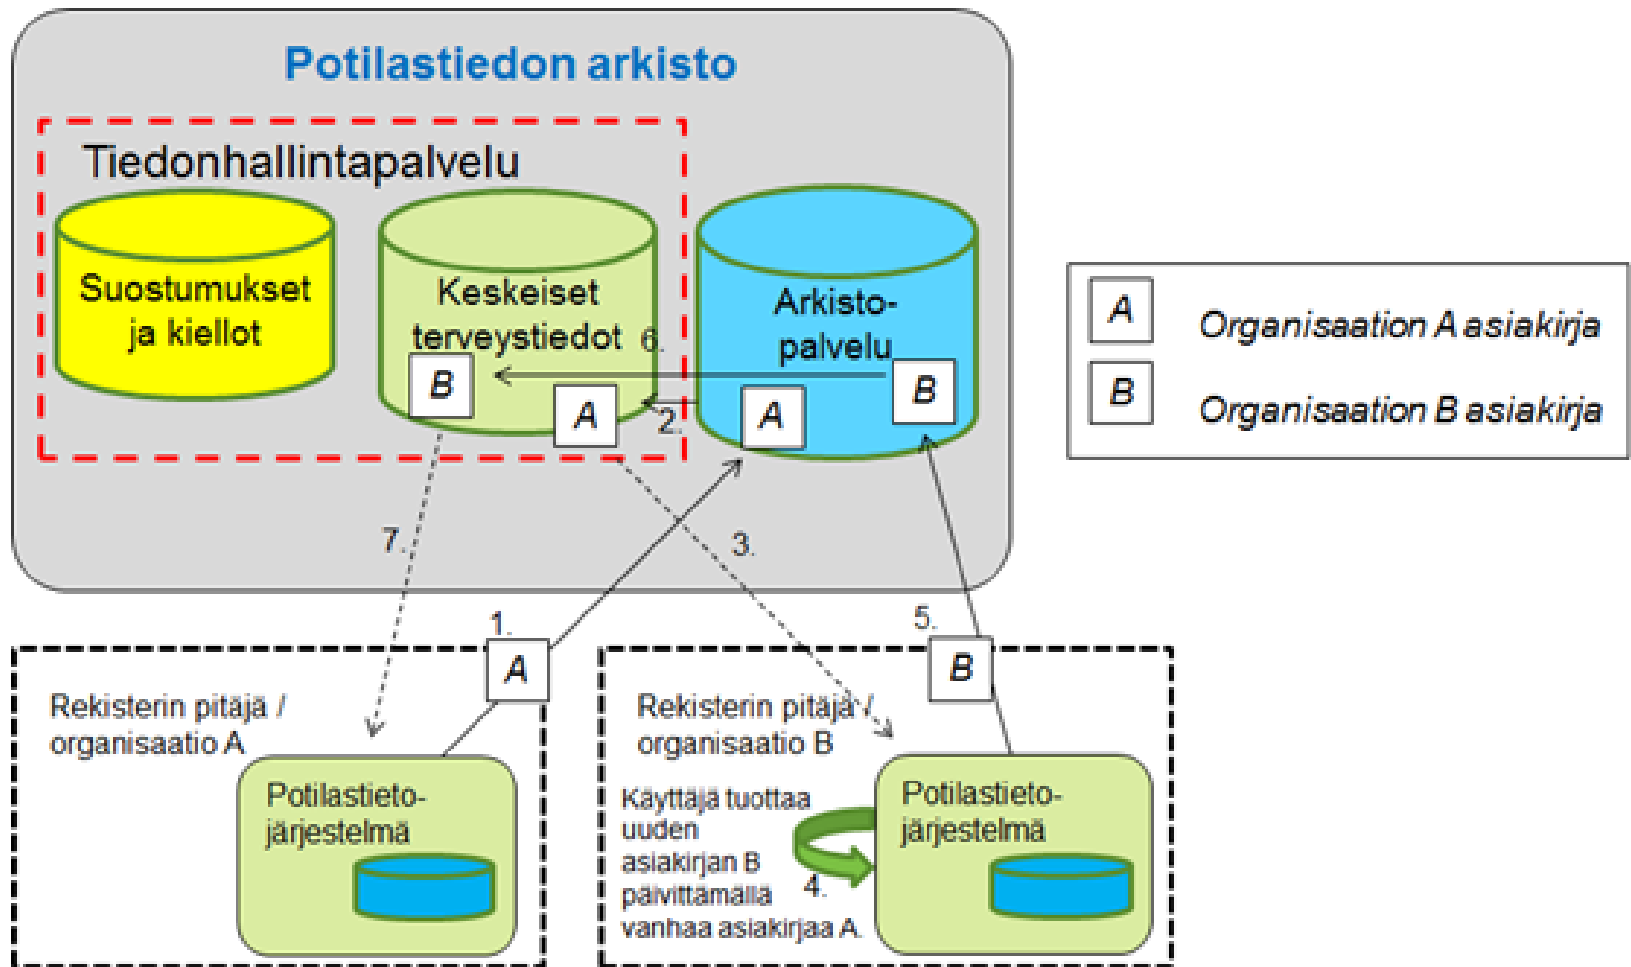 Potilastiedon arkisto
Tiedonhallintapalvelu
Suostumukset
ja kiellot
Keskeiset
terveystiedot
6.
B
A
2.
Arkisto-
palvelu
A
B
A
Organisaation A asiakirja
B
Organisaation B asiakirja
7.
3.
1.
A
5.
B
Rekisterin pitäjä /
organisaatio A
Potilastieto-
järjestelmä
Rekisterin pitäjä /
organisaatio B
Käyttäjä tuottaa
uuden
asiakirjan B
päivittämällä
vanhaa asiakirjaa A.
4.
Potilastieto-
järjestelmä